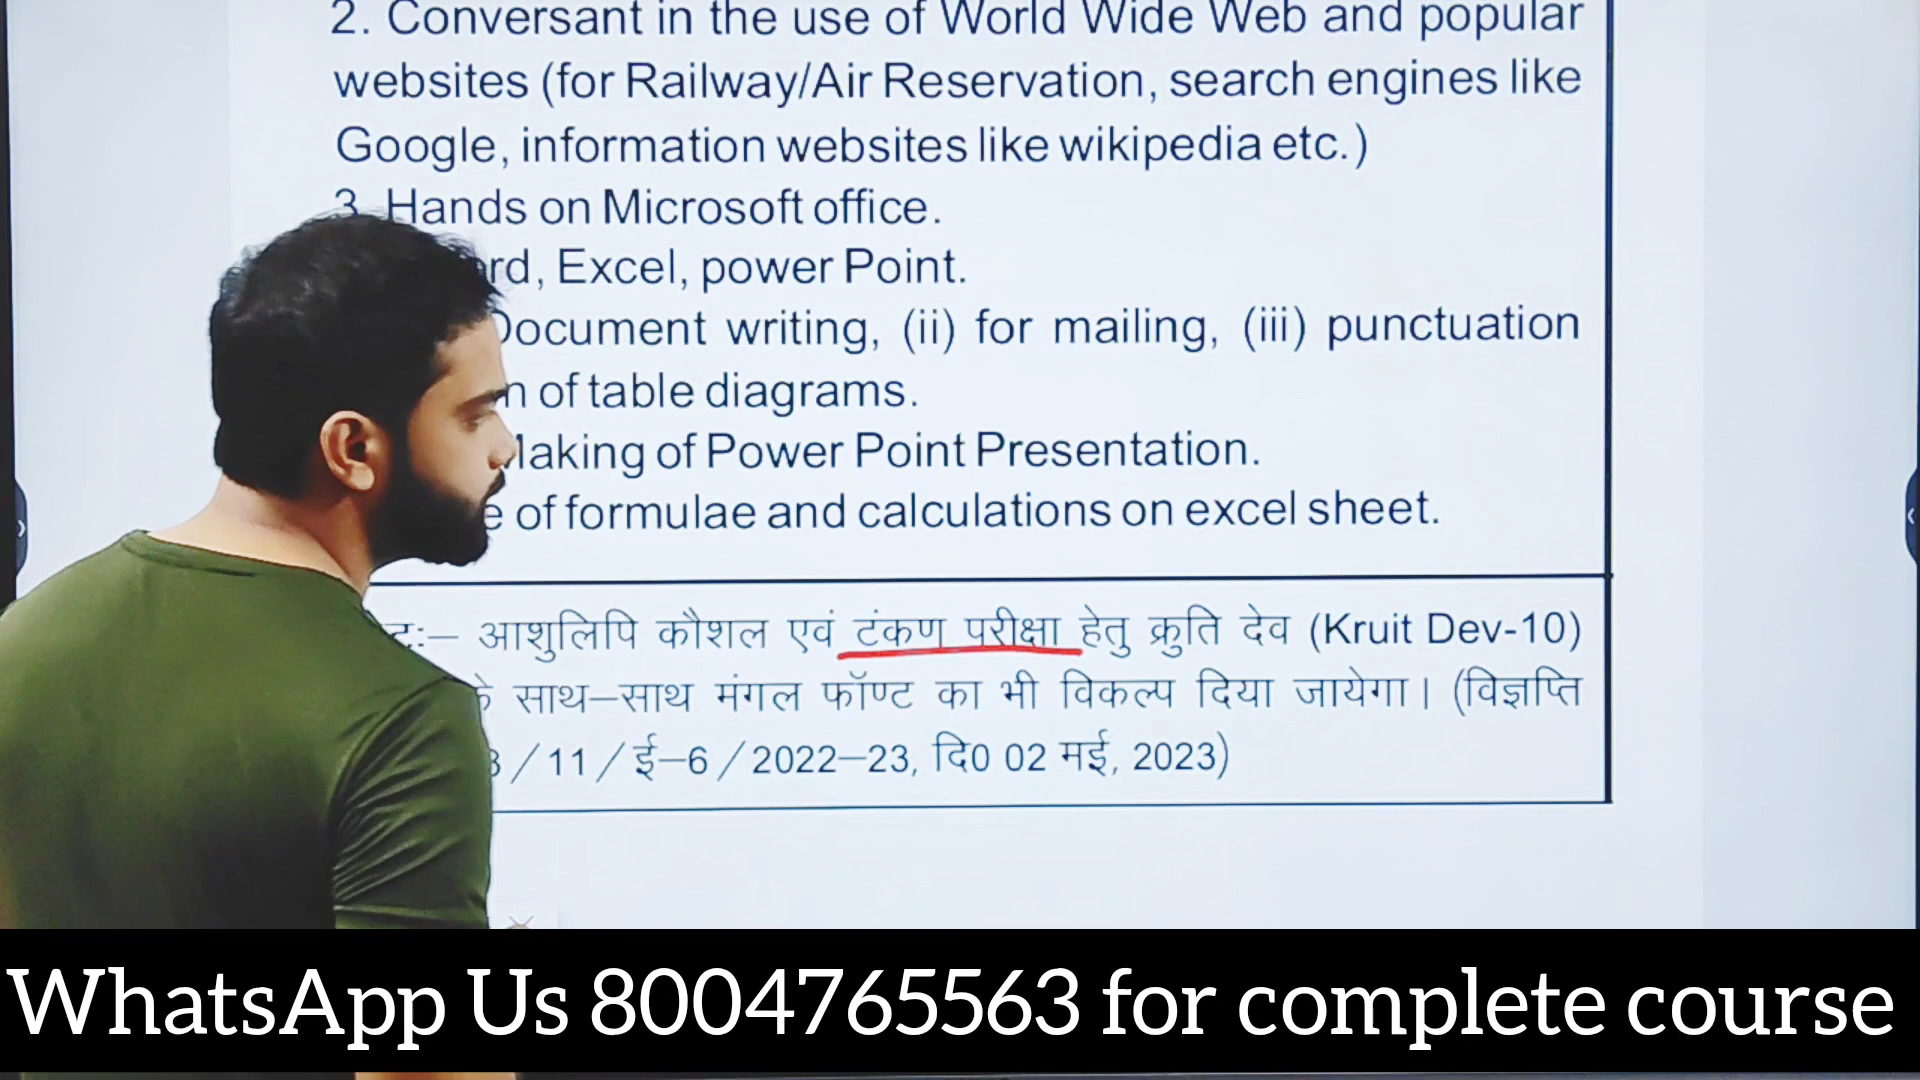 2. Conversant in the use of World Wide Web and popular
websites (for Railway/Air Reservation, search engines like
Google, information websites like wikipedia etc.)
3. Hands on Microsoft office.
Excel, power Point.
writing, (ii) for mailing, (iii) punctuation
of table diagrams.
of Power Point Presentation.
of formulae and calculations on excel sheet.
आशुलिपि कौशल एवं टंकण परीक्षा हेतु क्रुति देव (Kruit Dev-10)
साथ–साथ मंगल फॉण्ट का भी विकल्प दिया जायेगा। (विज्ञप्ति
/11/ई–6/2022–23, दि0 02 मई, 2023)
WhatsApp Us 8004765563 for complete course